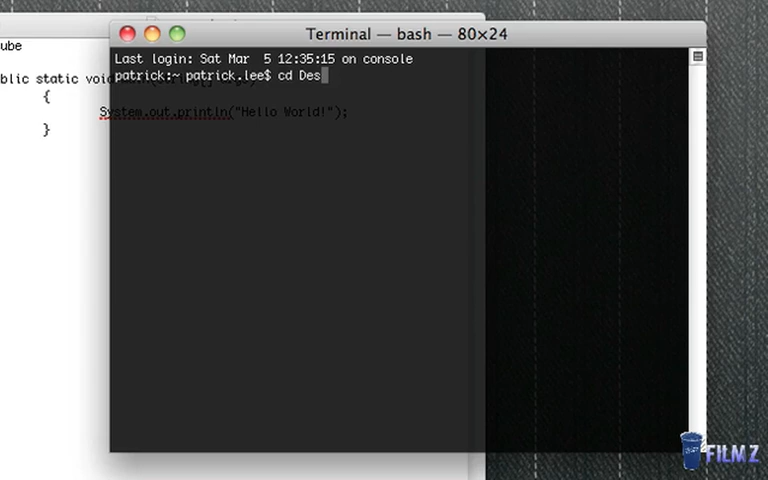 Terminal — bash — 80×24
ube
Last login: Sat Mar 5 12:35:15 on console
patrick:~ patrick.lee$ cd Des
blic static void
{
System.out.println("Hello World!");
}
FILMZ